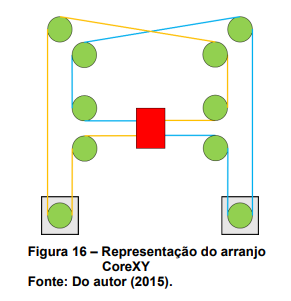 Figura 16 – Representação do arranjo
CoreXY
Fonte: Do autor (2015).